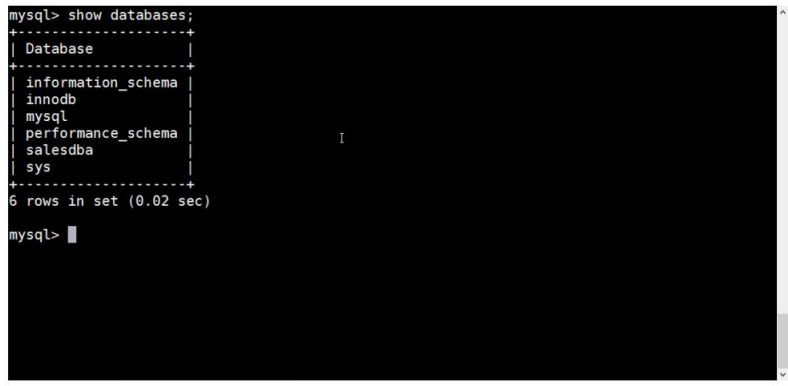 mysql> show databases;
+--------------------+
| Database           |
+--------------------+
| information_schema |
| innodb             |
| mysql              |
| performance_schema |
| salesdba           |
| sys                |
+--------------------+
6 rows in set (0.02 sec)
mysql>